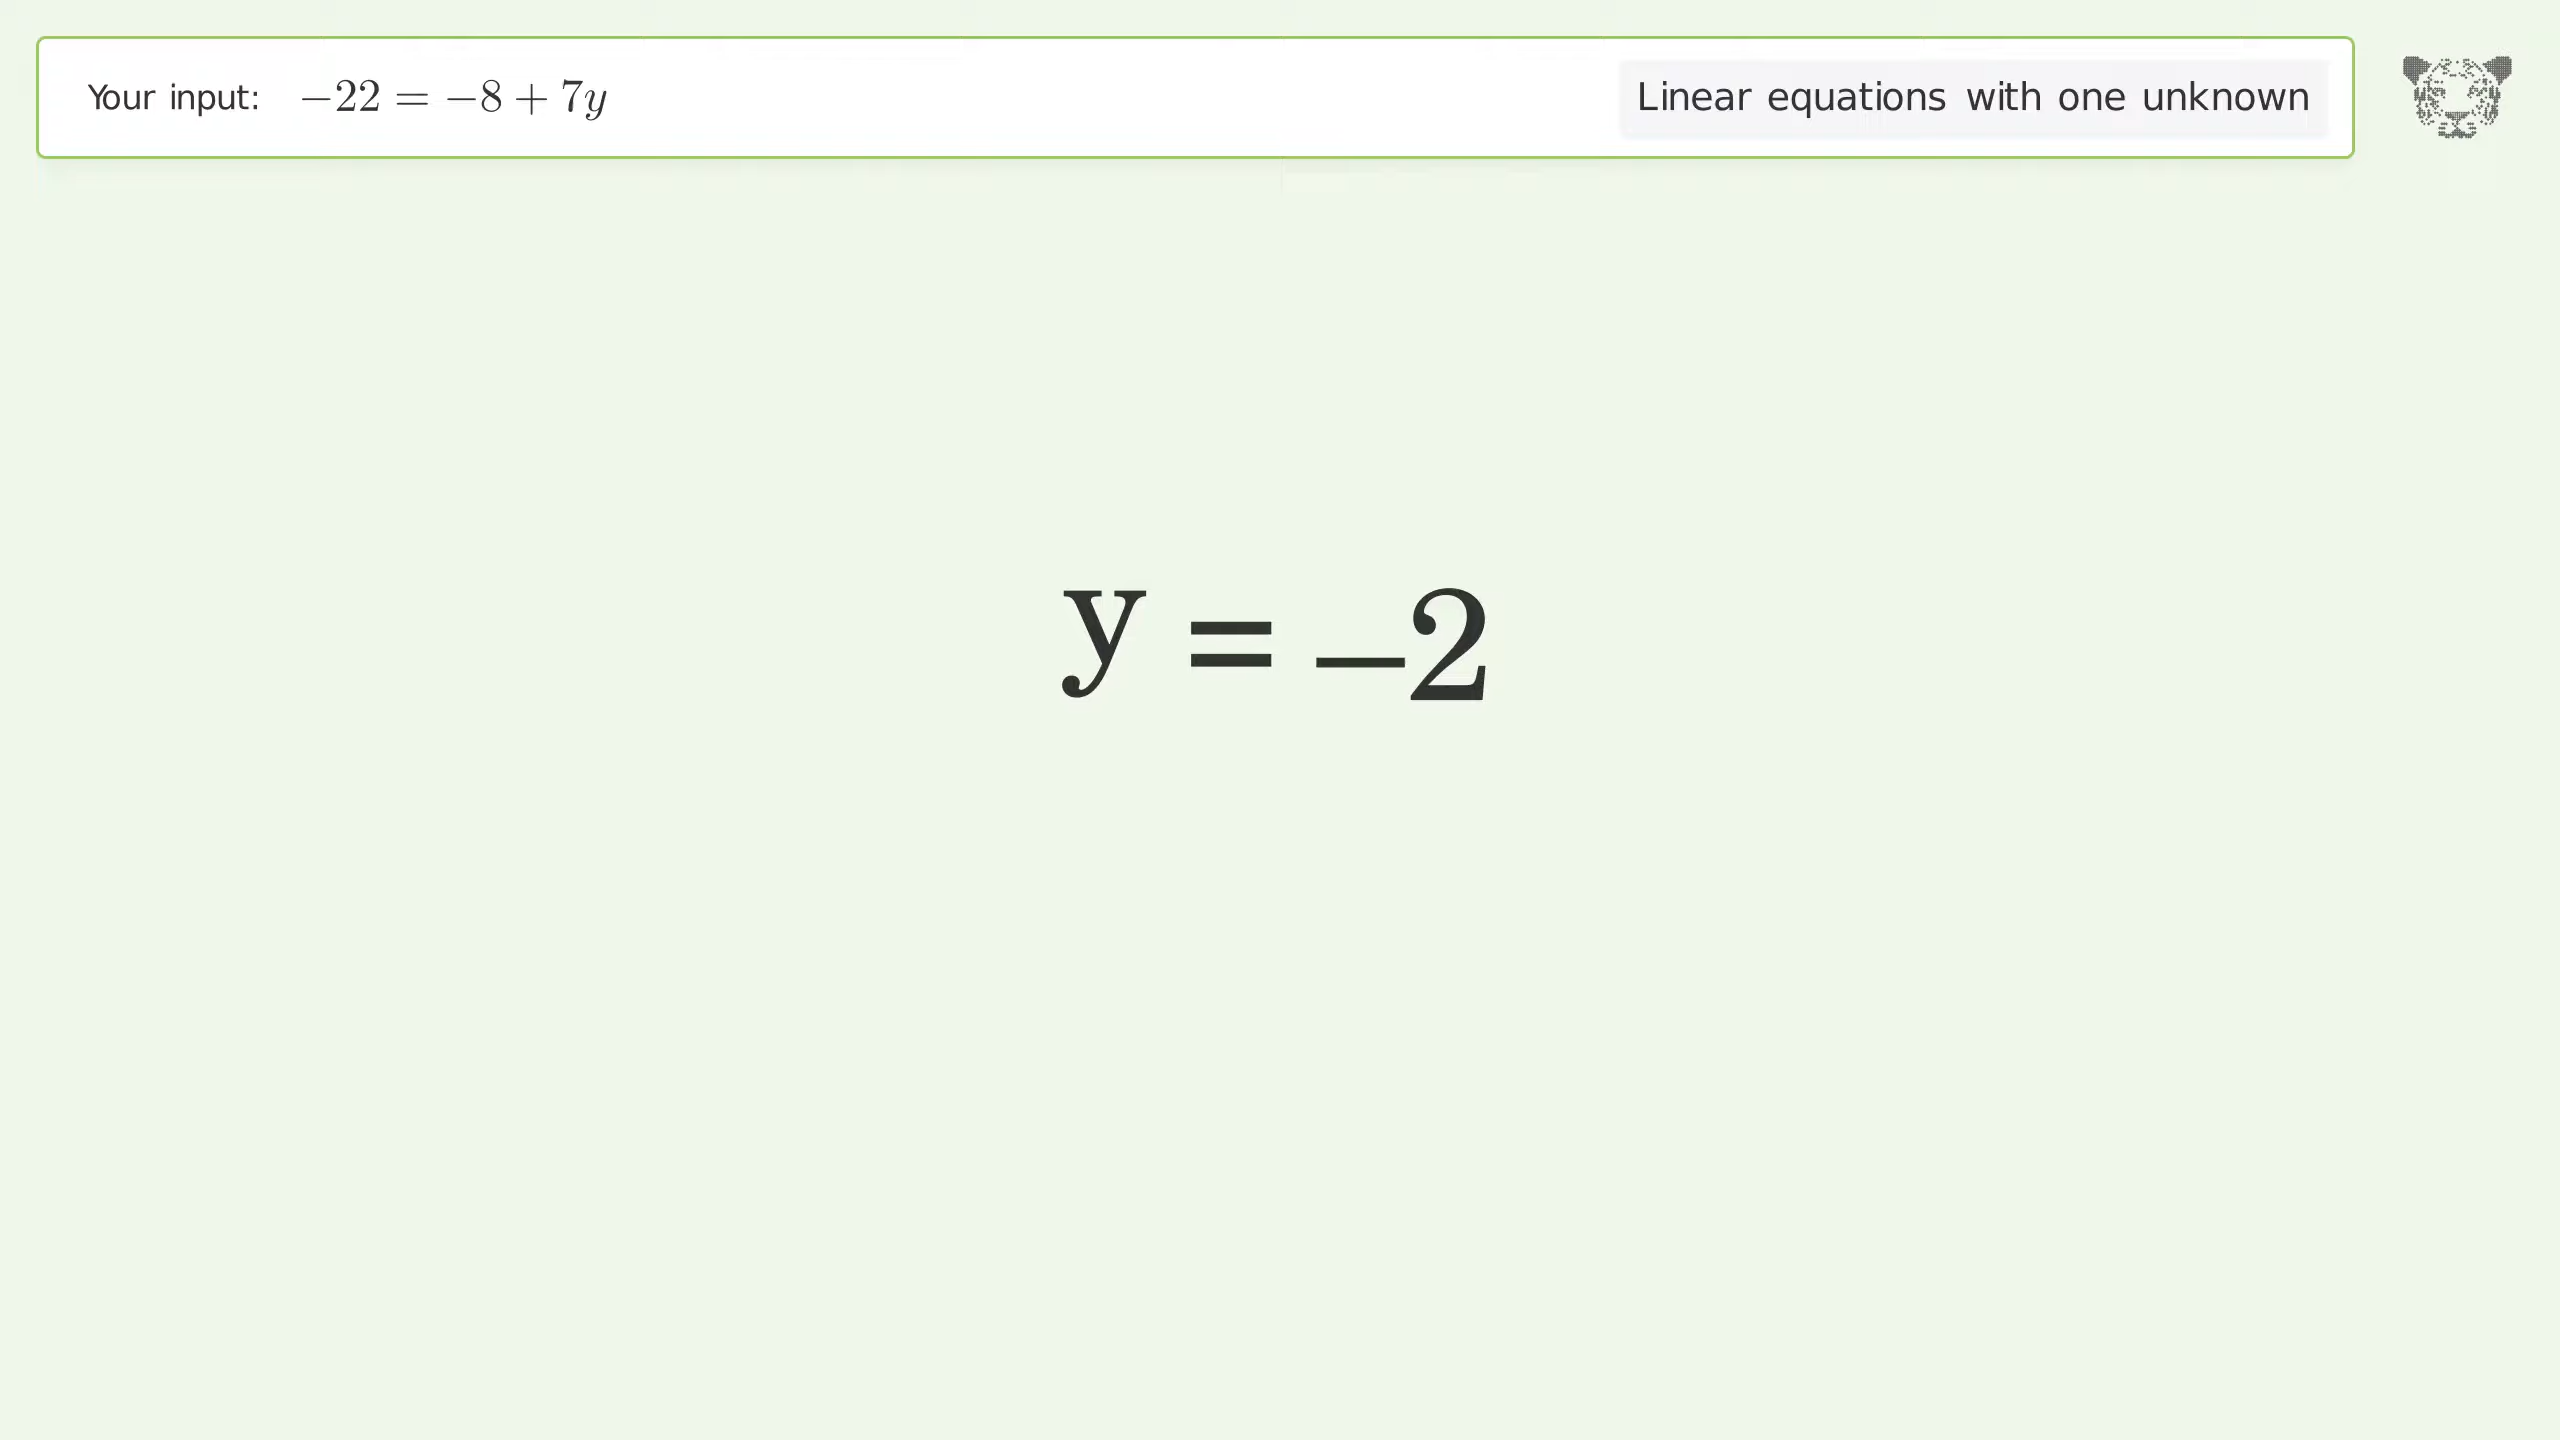 Your input: −22 = −8 + 7y
Linear equations with one unknown
y = −2